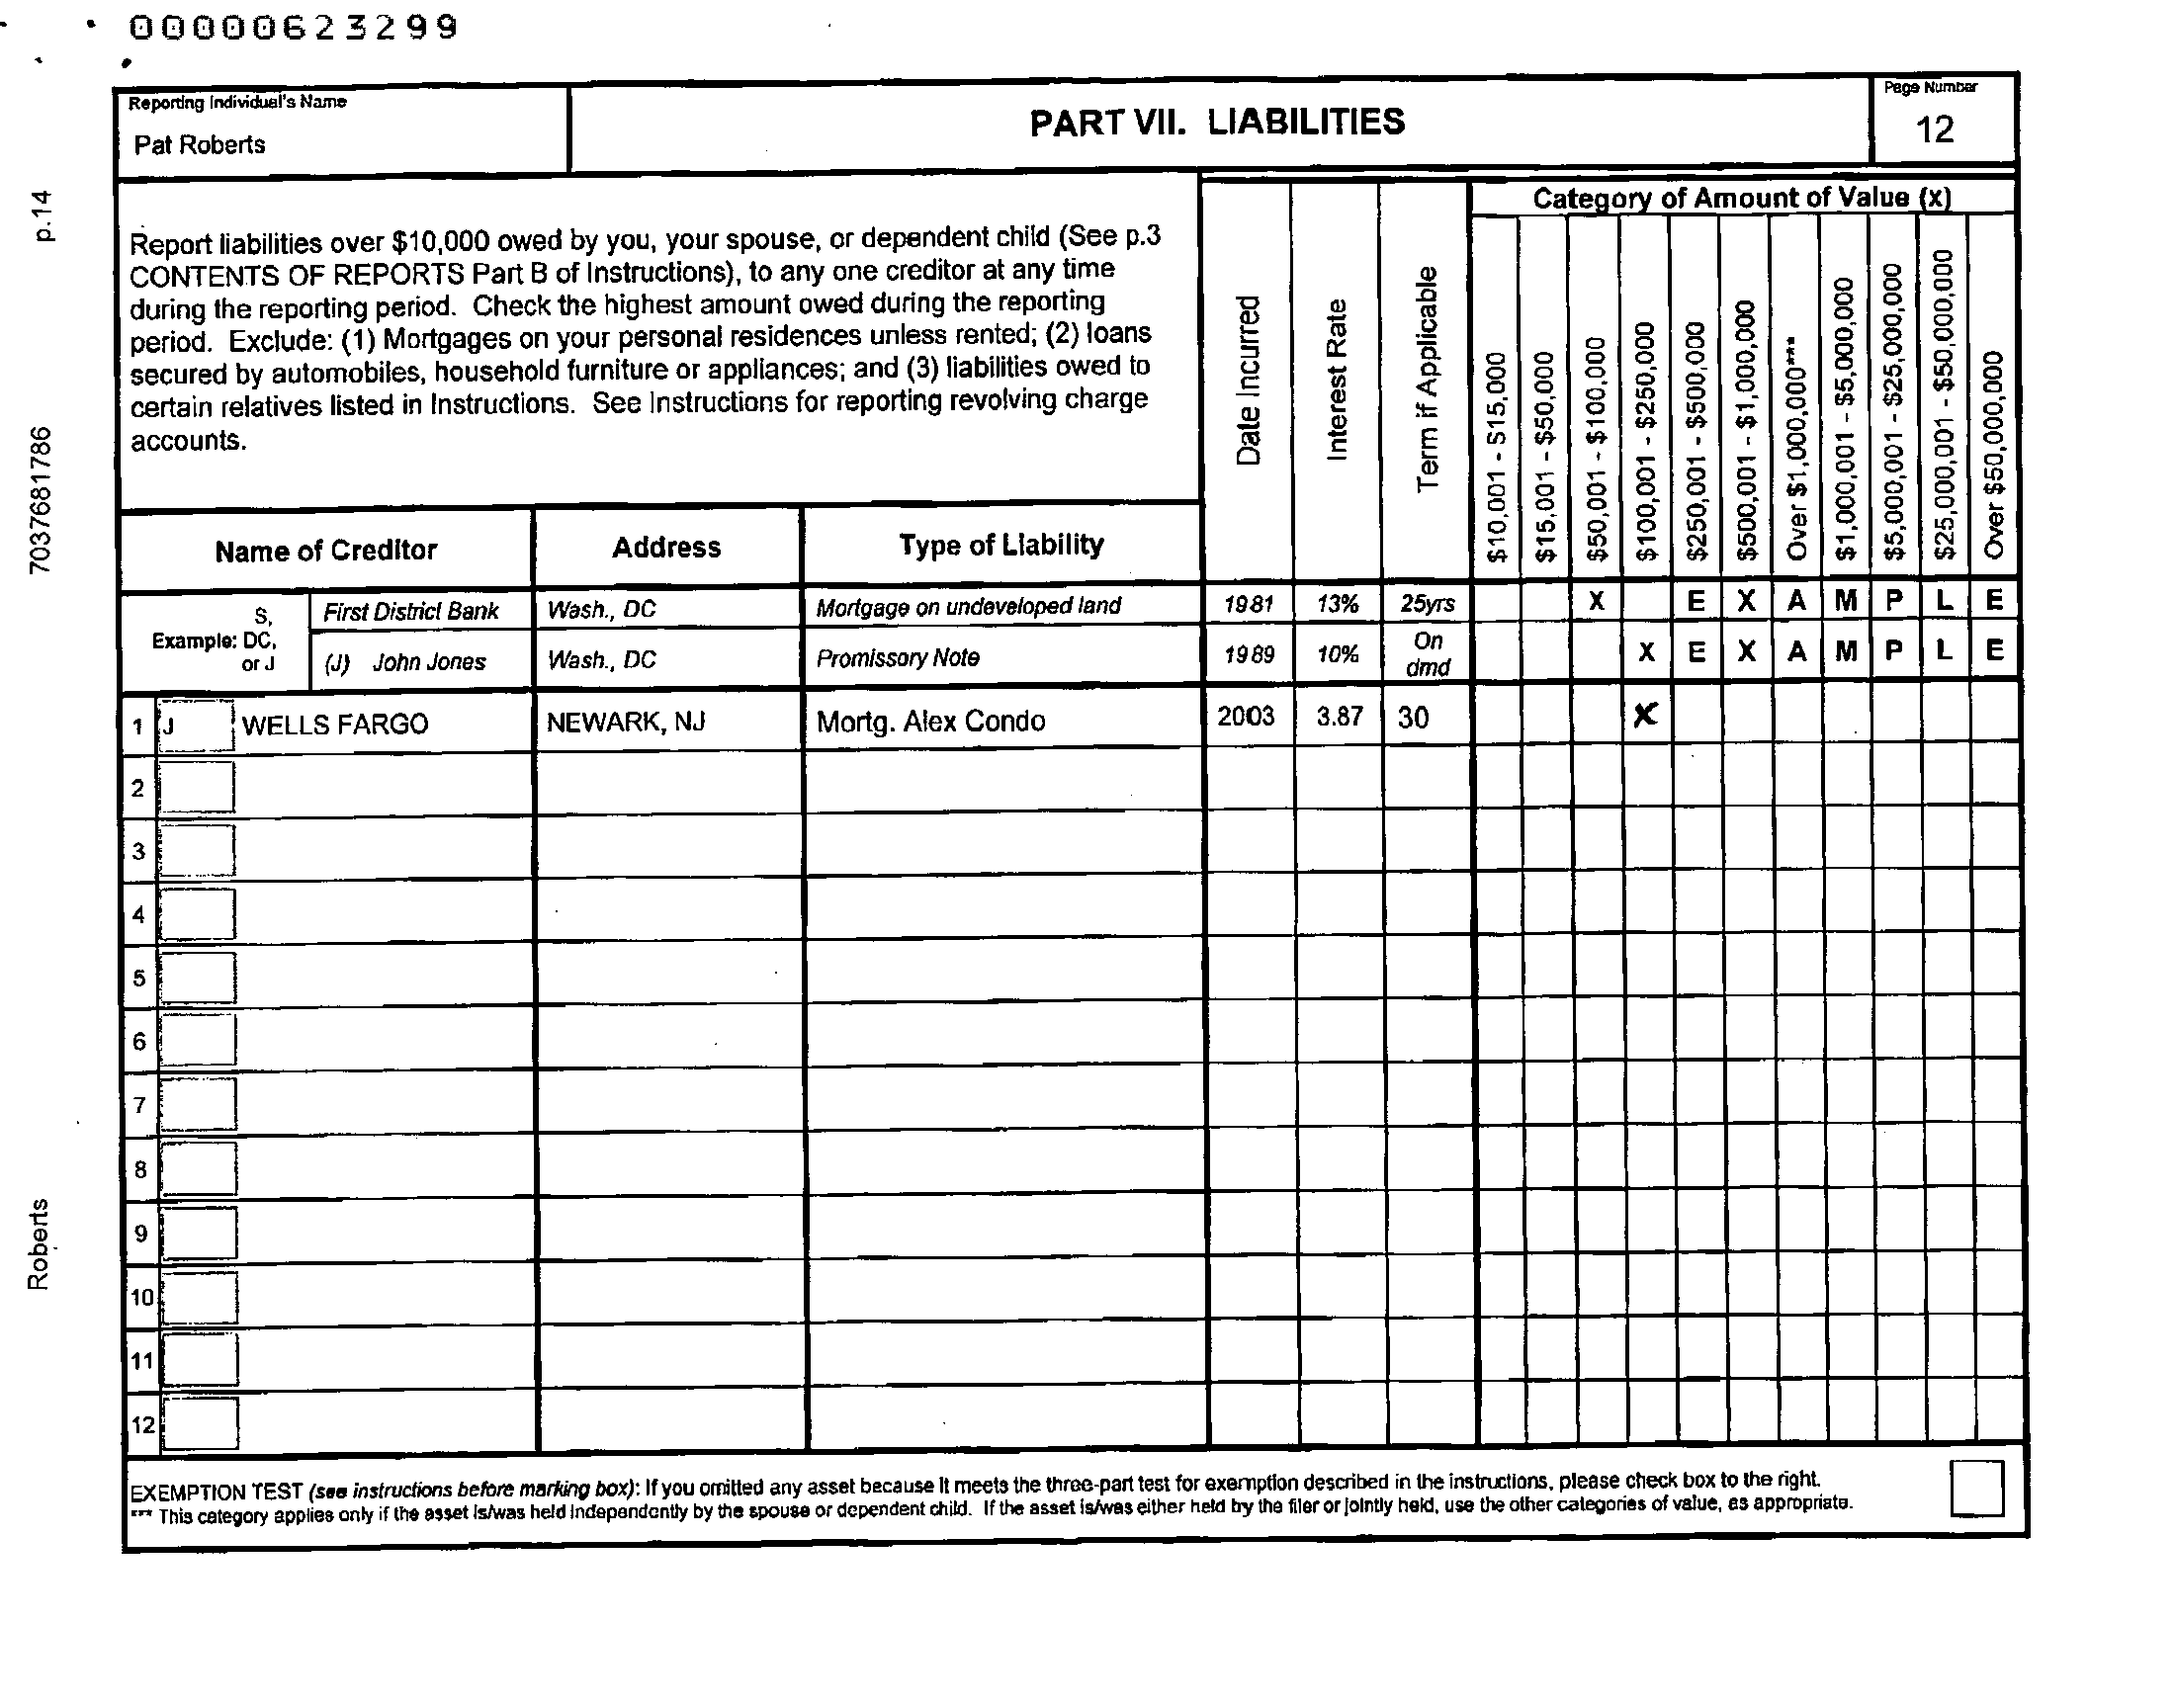 00000623299
Reporting Individual's Name
Pat Roberts
PART VII. LIABILITIES
Page Number
12
p.14
7037681786
Roberts
Report liabilities over $10,000 owed by you, your spouse, or dependent child (See p.3
CONTENTS OF REPORTS Part B of Instructions), to any one creditor at any time
during the reporting period. Check the highest amount owed during the reporting
period. Exclude: (1) Mortgages on your personal residences unless rented; (2) loans
secured by automobiles, household furniture or appliances; and (3) liabilities owed to
certain relatives listed in Instructions. See Instructions for reporting revolving charge
accounts.
Name of Creditor
Address
Type of Liability
Date Incurred
Interest Rate
Term if Applicable
Category of Amount of Value (x)
$10,001 - $15,000
$15,001 - $50,000
$50,001 - $100,000
$100,001 - $250,000
$250,001 - $500,000
$500,001 - $1,000,000
Over $1,000,000***
$1,000,001 - $5,000,000
$5,000,001 - $25,000,000
$25,000,001 - $50,000,000
Over $50,000,000
S,
Example: DC,
or J
First District Bank Wash., DC Mortgage on undeveloped land 1981 13% 25yrs X E X A M P L E
(J) John Jones Wash., DC Promissory Note 1989 10% On dmd X E X A M P L E
1 J WELLS FARGO NEWARK, NJ Mortg. Alex Condo 2003 3.87 30 X
2
3
4
5
6
7
8
9
10
11
12
EXEMPTION TEST (see instructions before marking box): If you omitted any asset because it meets the three-part test for exemption described in the instructions, please check box to the right.
*** This category applies only if the asset is/was held independently by the spouse or dependent child. If the asset is/was either held by the filer or jointly held, use the other categories of value, as appropriate.